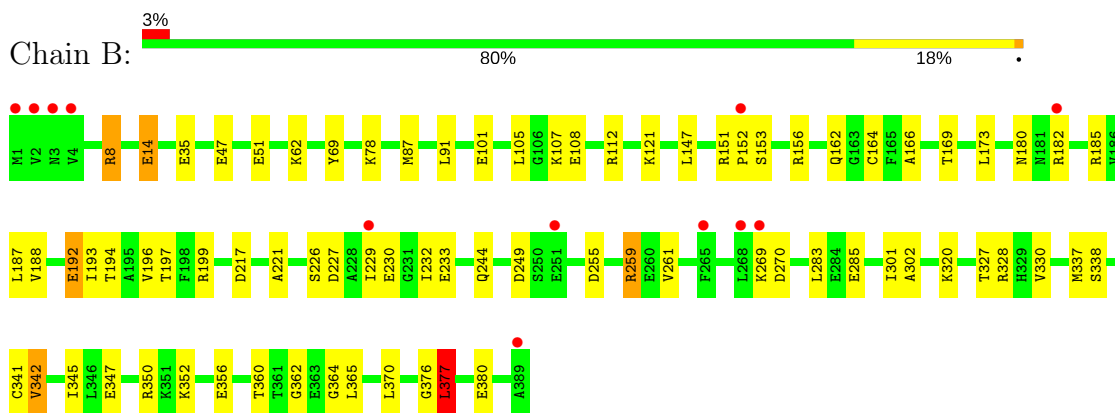 3%
Chain B:
80% 18% •
M1 V2 N3 V4 R8 E14 E35 E47 E51 K62 Y69 K78 M87 L91 E101 L105 G106 K107 E108 R112 K121 L147 R151 P152 S153 R156 Q162 G163 C164 F165 A166 T169 L173 N180 N181 R182 R185 V186
L187 V188 E192 I193 T194 A195 V196 T197 F198 R199 D217 A221 S226 D227 A228 I229 E230 G231 I232 E233 Q244 D249 S250 E251 D255 R259 E260 V261 F265 L268 K269 D270 L283 E284 E285 I301 A302 K320 T327 R328 H329 V330 M337 S338
C341 V342 I345 L346 E347 R350 K351 K352 E356 T360 T361 G362 E363 G364 L365 L370 G376 L377 E380 A389